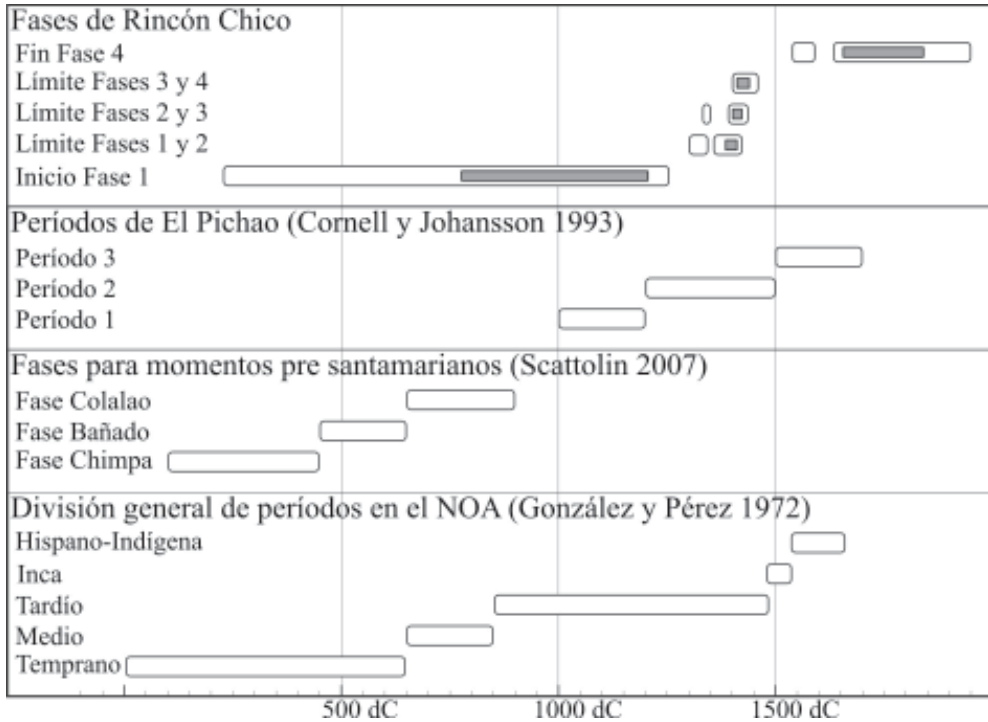 Fases de Rincón Chico
Fin Fase 4
Límite Fases 3 y 4
Límite Fases 2 y 3
Límite Fases 1 y 2
Inicio Fase 1
Períodos de El Pichao (Cornell y Johansson 1993)
Período 3
Período 2
Período 1
Fases para momentos pre santamarianos (Scattolin 2007)
Fase Colalao
Fase Bañado
Fase Chimpa
División general de períodos en el NOA (González y Pérez 1972)
Hispano-Indígena
Inca
Tardío
Medio
Temprano
500 dC 1000 dC 1500 dC